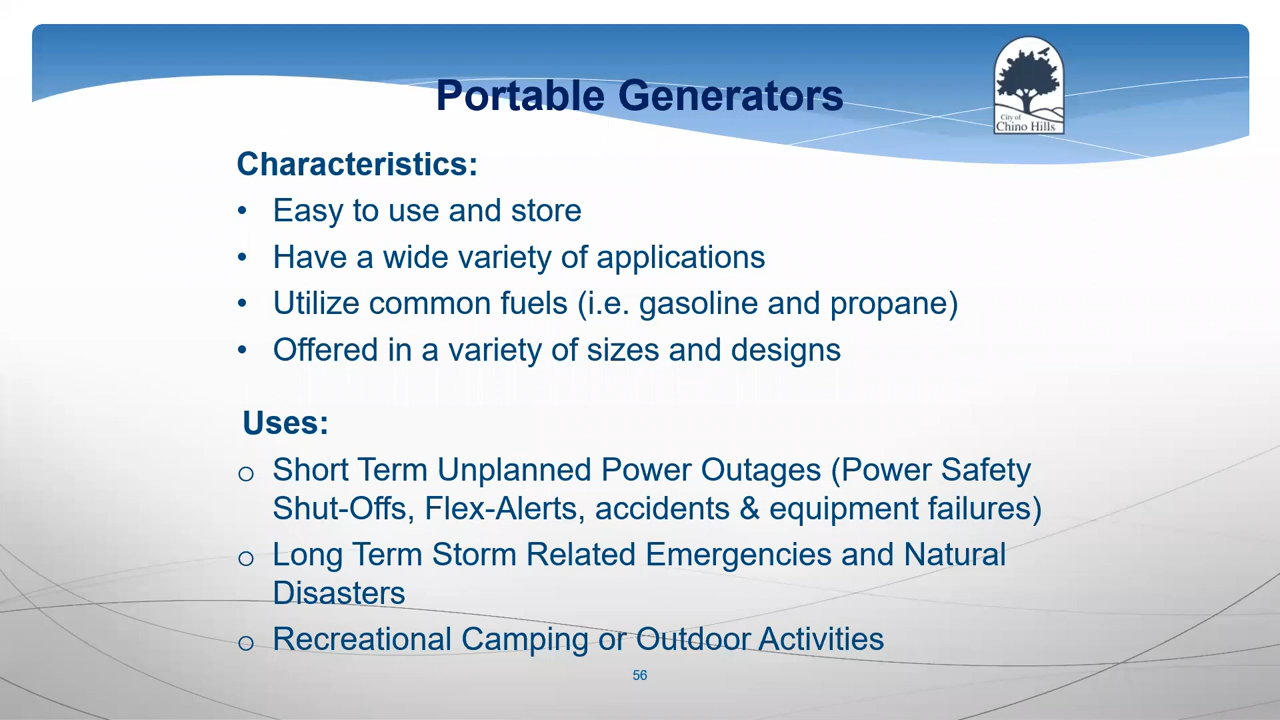 Portable Generators
City of
Chino Hills
Characteristics:
• Easy to use and store
• Have a wide variety of applications
• Utilize common fuels (i.e. gasoline and propane)
• Offered in a variety of sizes and designs
Uses:
o Short Term Unplanned Power Outages (Power Safety
Shut-Offs, Flex-Alerts, accidents & equipment failures)
o Long Term Storm Related Emergencies and Natural
Disasters
o Recreational Camping or Outdoor Activities
56